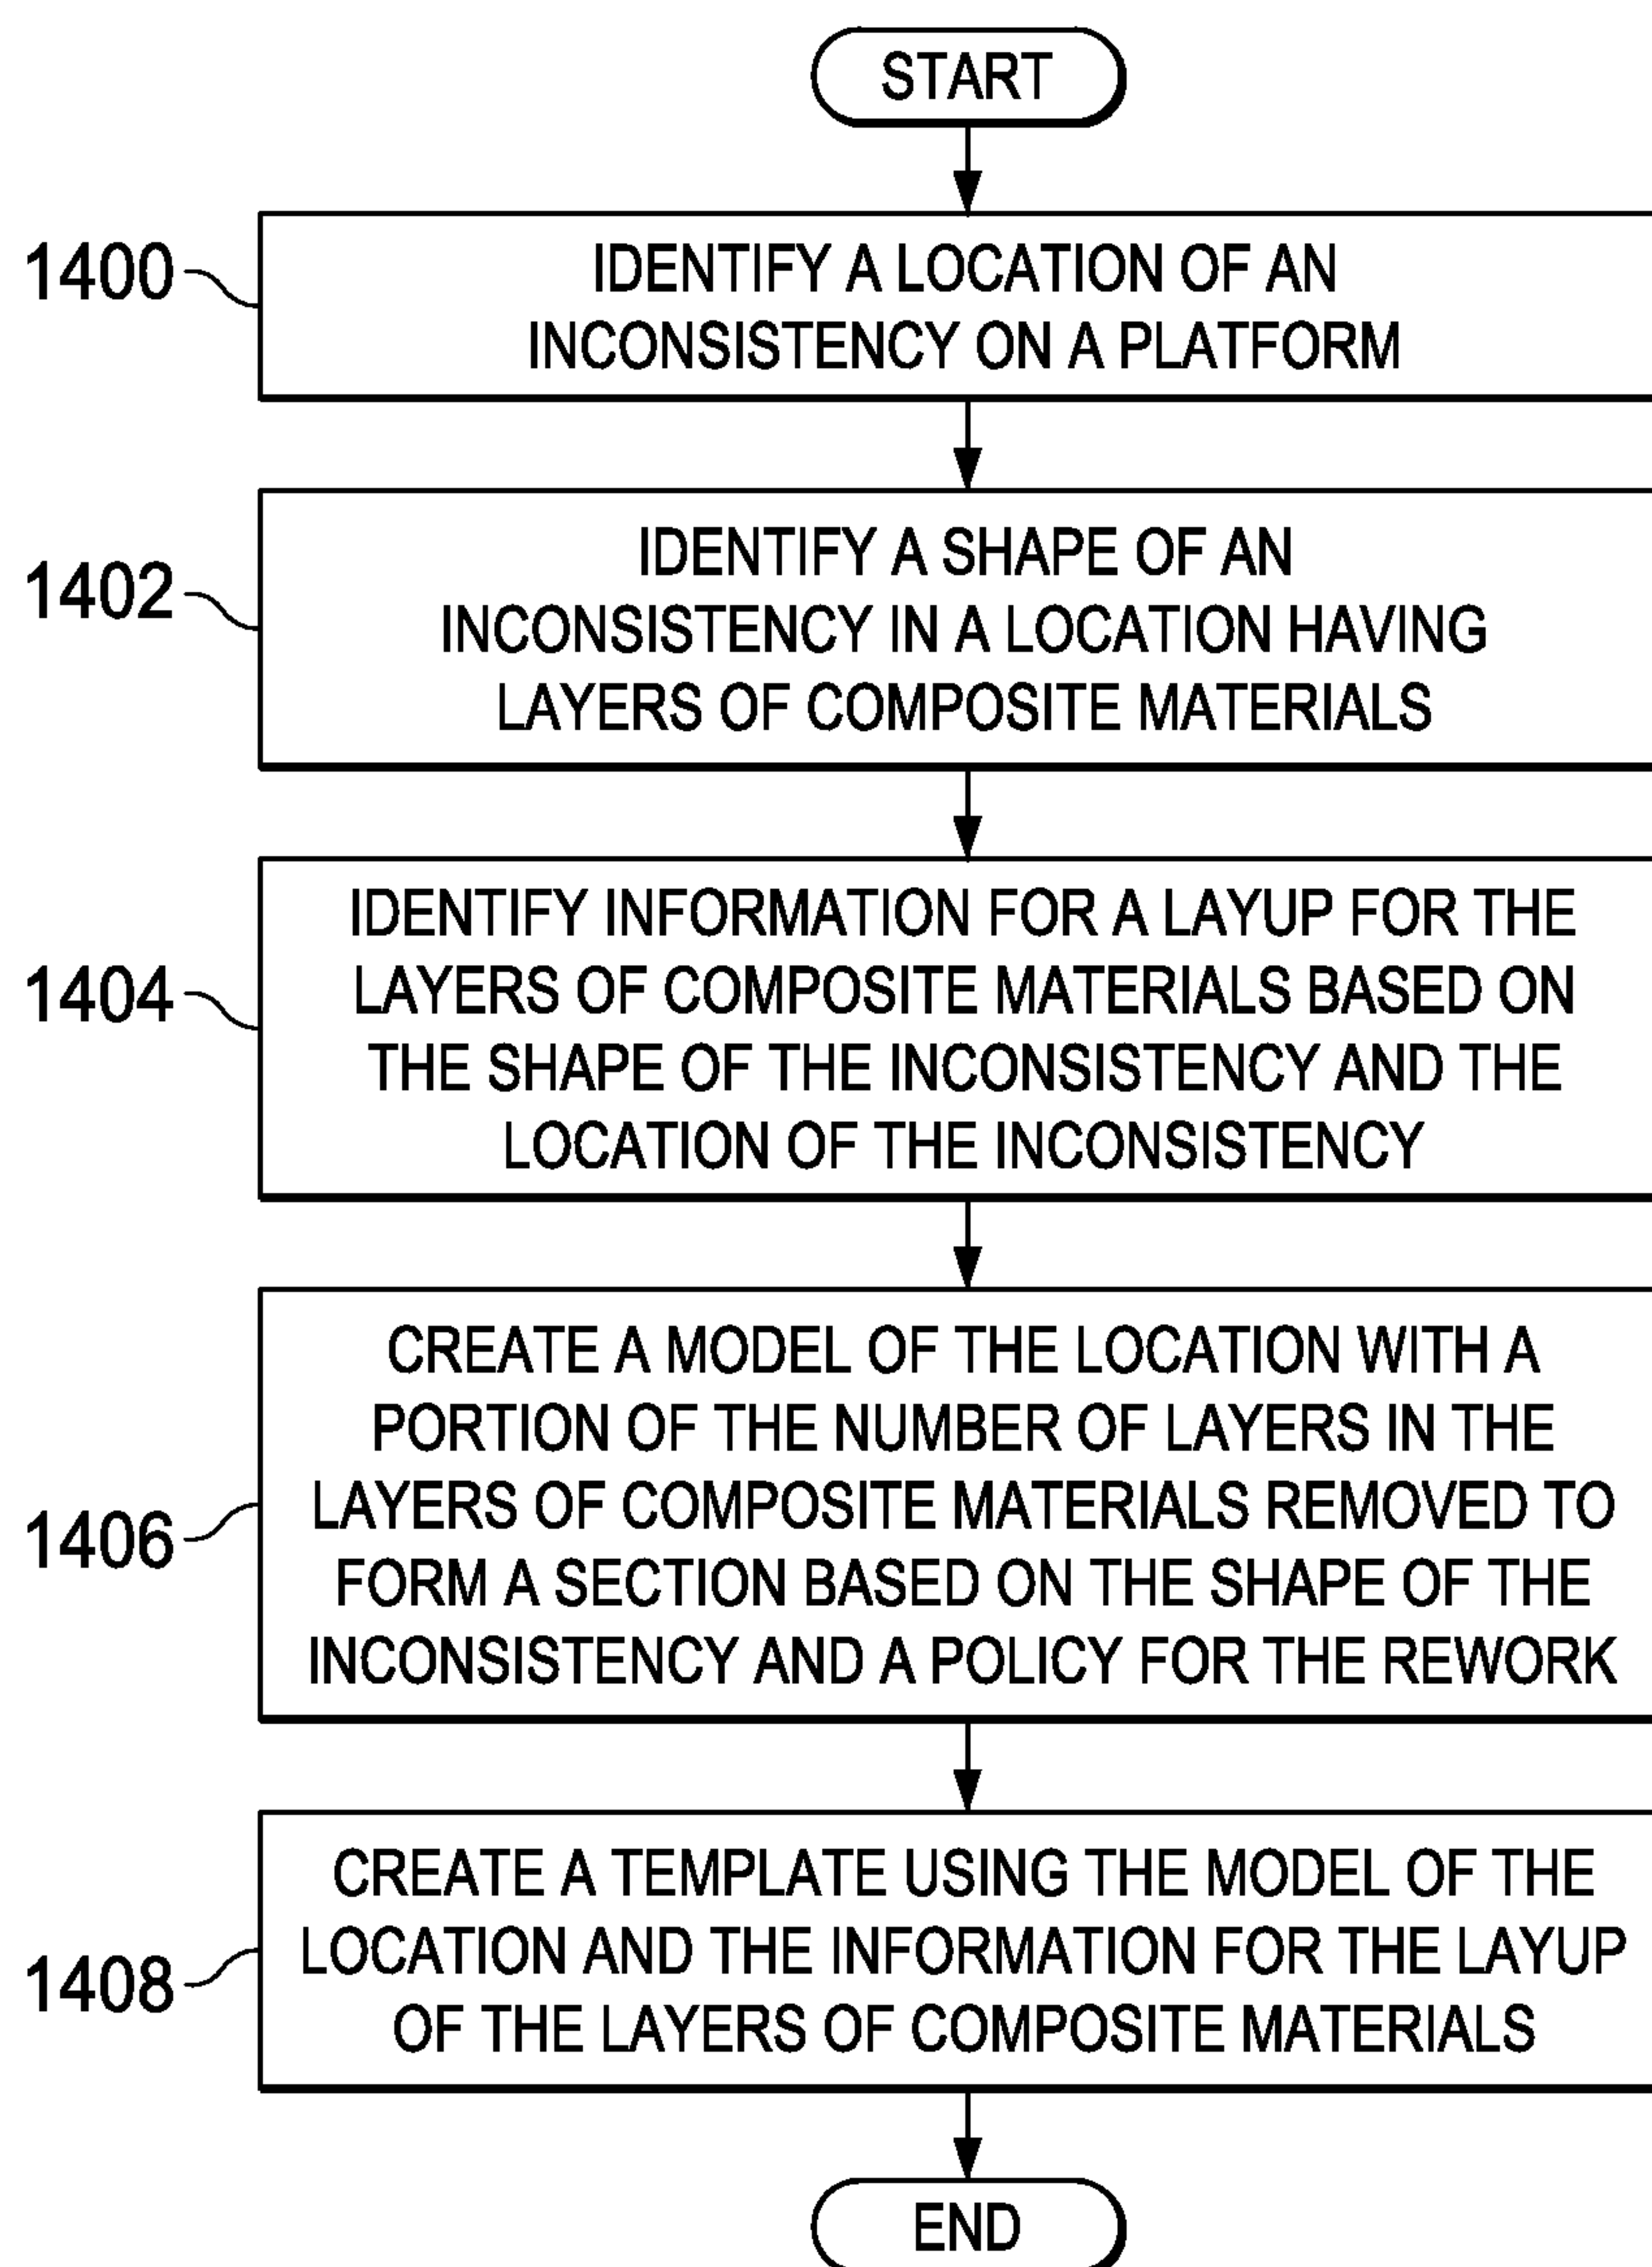 START
1400
IDENTIFY A LOCATION OF AN
INCONSISTENCY ON A PLATFORM
1402
IDENTIFY A SHAPE OF AN
INCONSISTENCY IN A LOCATION HAVING
LAYERS OF COMPOSITE MATERIALS
1404
IDENTIFY INFORMATION FOR A LAYUP FOR THE
LAYERS OF COMPOSITE MATERIALS BASED ON
THE SHAPE OF THE INCONSISTENCY AND THE
LOCATION OF THE INCONSISTENCY
1406
CREATE A MODEL OF THE LOCATION WITH A
PORTION OF THE NUMBER OF LAYERS IN THE
LAYERS OF COMPOSITE MATERIALS REMOVED TO
FORM A SECTION BASED ON THE SHAPE OF THE
INCONSISTENCY AND A POLICY FOR THE REWORK
1408
CREATE A TEMPLATE USING THE MODEL OF THE
LOCATION AND THE INFORMATION FOR THE LAYUP
OF THE LAYERS OF COMPOSITE MATERIALS
END